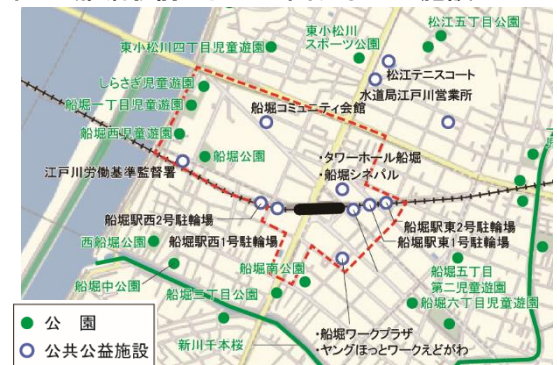 松江五丁目公園
東小松川四丁目児童遊園
東小松川
スポーツ公園
松江テニスコート
しらさぎ児童遊園
水道局江戸川営業所
船堀一丁目児童遊園
船堀コミュニティ会館
船堀西児童遊園
・タワーホール船堀
・船堀シネパル
船堀公園
江戸川労働基準監督署
船堀駅西2号駐輪場
船堀駅東2号駐輪場
西船堀公園
船堀駅西1号駐輪場
船堀駅東1号駐輪場
船堀中公園
船堀南公園
船堀五丁目
第二児童遊園
船堀三丁目公園
船堀六丁目児童遊園
公 園
公共公益施設
新川千本桜
・船堀ワークプラザ
・ヤングほっとワークえどがわ